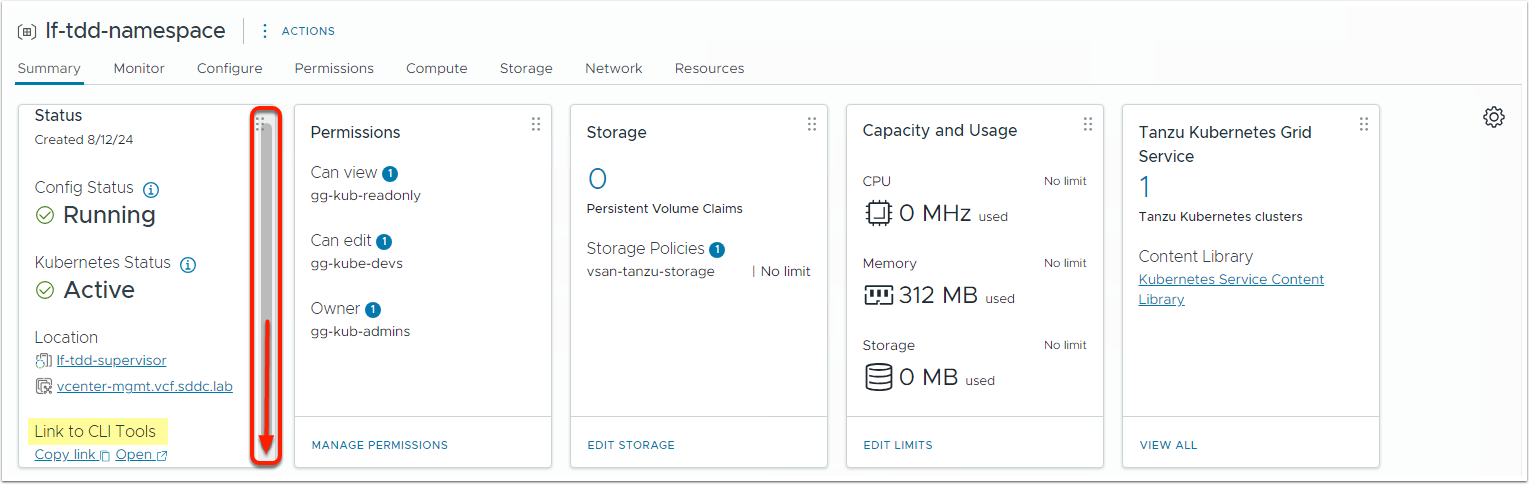 lf-tdd-namespace
ACTIONS
Summary Monitor Configure Permissions Compute Storage Network Resources
Status
Created 8/12/24
Config Status
Running
Kubernetes Status
Active
Location
lf-tdd-supervisor
vcenter-mgmt.vcf.sddc.lab
Link to CLI Tools
Copy link Open
Permissions
Can view 1
gg-kub-readonly
Can edit 1
gg-kube-devs
Owner 1
gg-kub-admins
MANAGE PERMISSIONS
Storage
0
Persistent Volume Claims
Storage Policies 1
vsan-tanzu-storage | No limit
EDIT STORAGE
Capacity and Usage
CPU No limit
0 MHz used
Memory No limit
312 MB used
Storage No limit
0 MB used
EDIT LIMITS
Tanzu Kubernetes Grid
Service
1
Tanzu Kubernetes clusters
Content Library
Kubernetes Service Content
Library
VIEW ALL